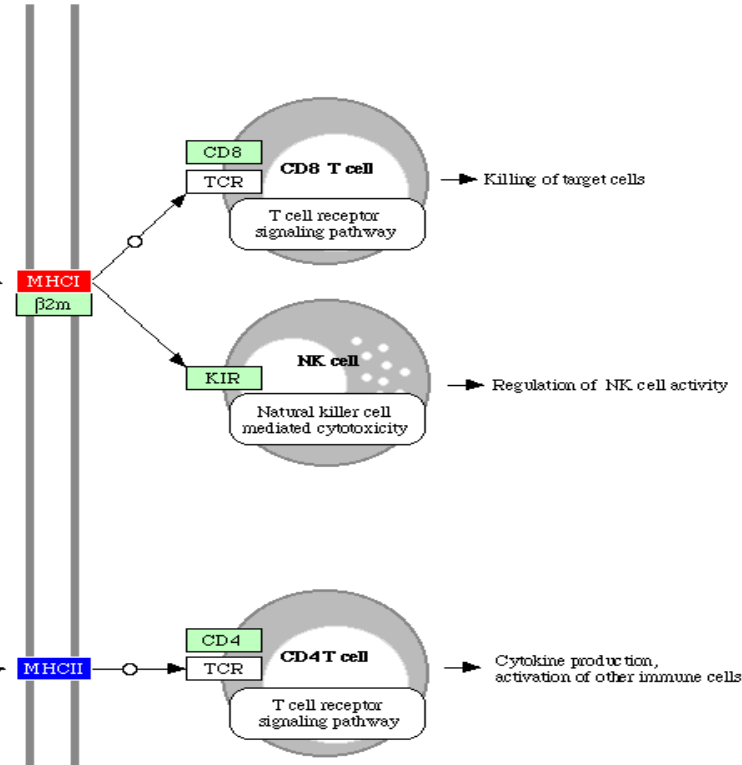 CD8
TCR
CD8 T cell
T cell receptor
signaling pathway
Killing of target cells
MHCI
β2m
KIR
NK cell
Natural killer cell
mediated cytotoxicity
Regulation of NK cell activity
MHCII
CD4
TCR
CD4 T cell
T cell receptor
signaling pathway
Cytokine production,
activation of other immune cells